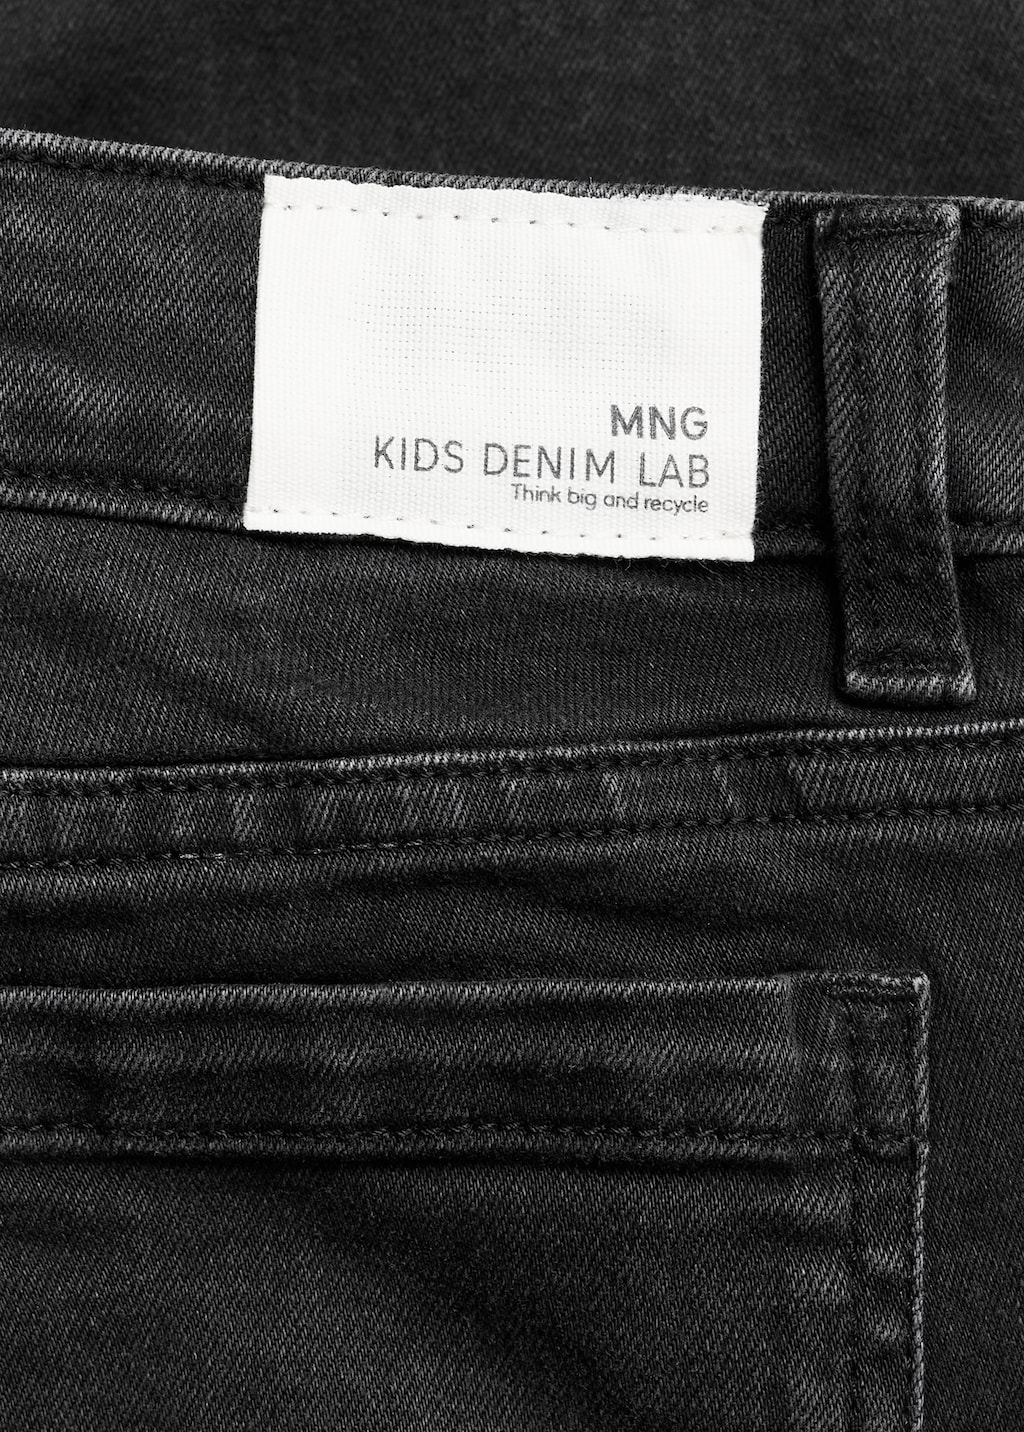 MNG
KIDS DENIM LAB
Think big and recycle